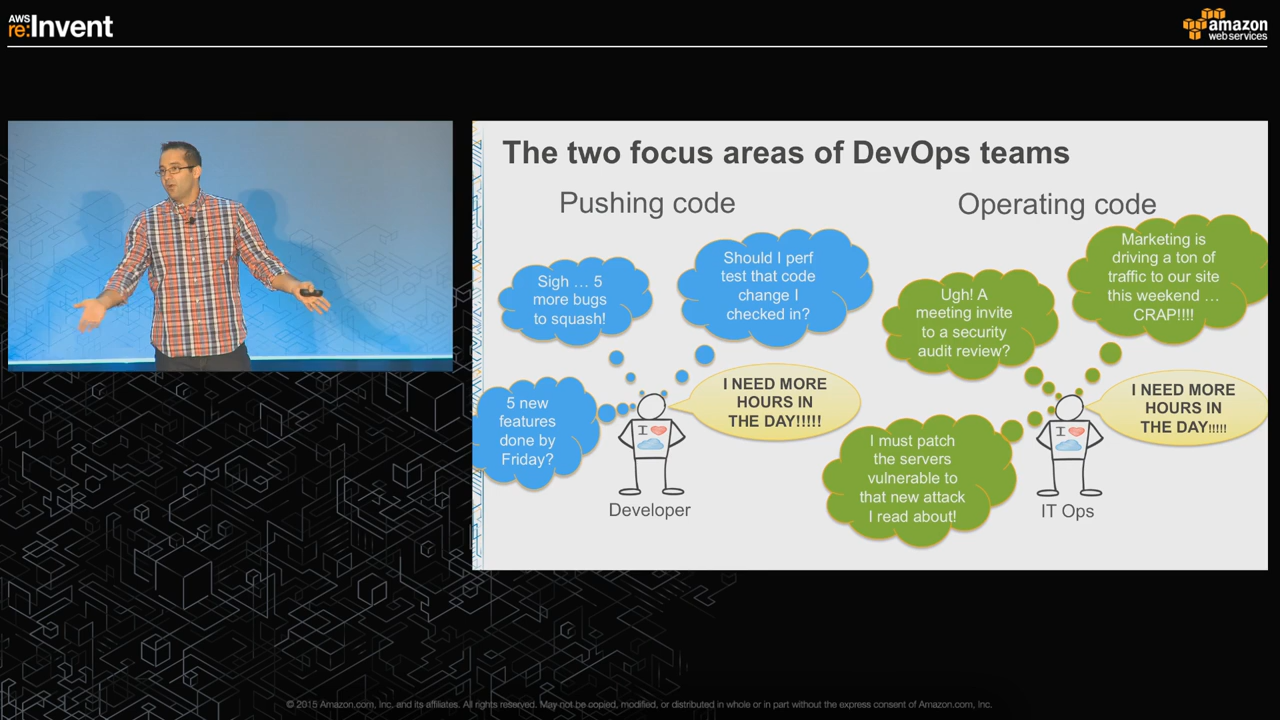 AWS
re:Invent
amazon
web services
The two focus areas of DevOps teams
Pushing code
Operating code
Sigh ... 5
more bugs
to squash!
Should I perf
test that code
change I
checked in?
5 new
features
done by
Friday?
I NEED MORE
HOURS IN
THE DAY!!!!!
I ❤
Developer
Ugh! A
meeting invite
to a security
audit review?
Marketing is
driving a ton of
traffic to our site
this weekend ...
CRAP!!!!
I must patch
the servers
vulnerable to
that new attack
I read about!
I NEED MORE
HOURS IN
THE DAY!!!!!
I ❤
IT Ops
© 2015 Amazon.com, Inc. and its affiliates. All rights reserved. May not be copied, modified, or distributed in whole or in part without the express consent of Amazon.com, Inc.